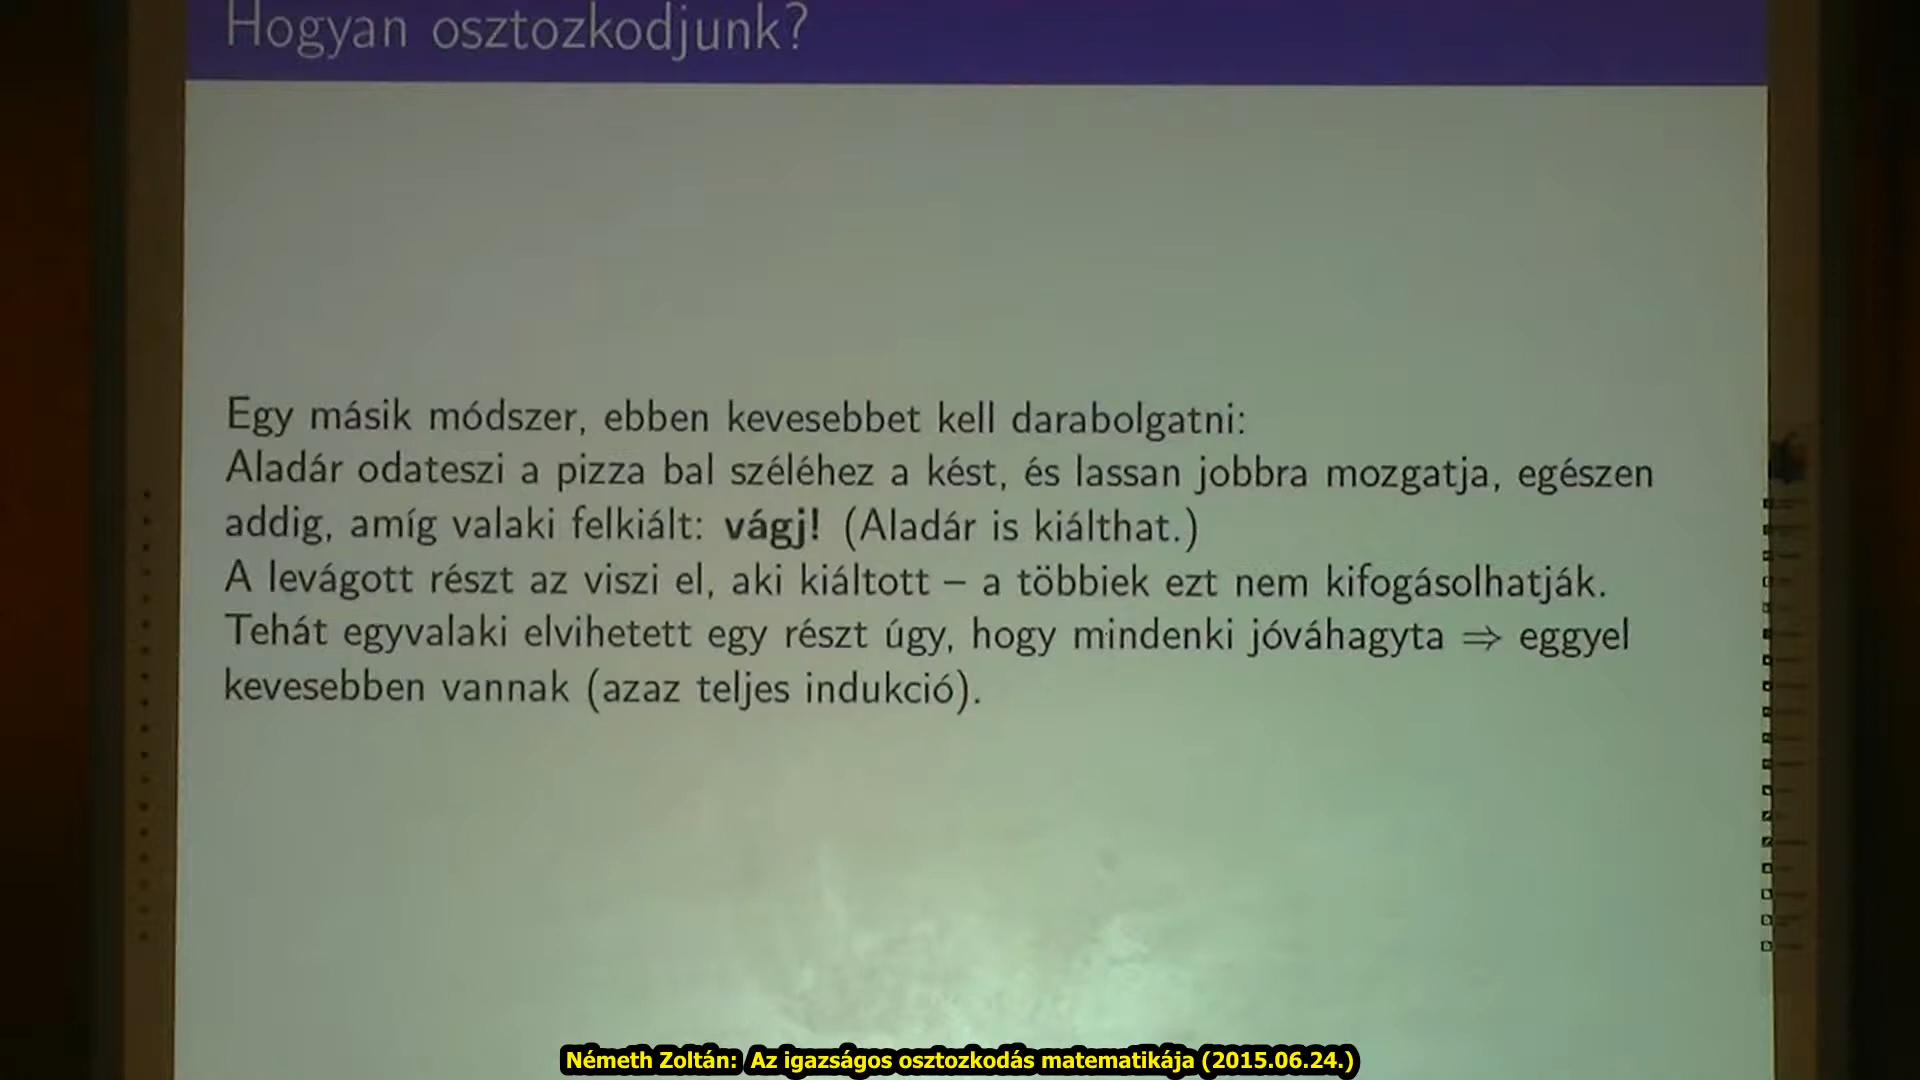 Hogyan osztozkodjunk?
Egy másik módszer, ebben kevesebbet kell darabolgatni:
Aladár odateszi a pizza bal széléhez a kést, és lassan jobbra mozgatja, egészen
addig, amíg valaki felkiált: vágj! (Aladár is kiálthat.)
A levágott részt az viszi el, aki kiáltott – a többiek ezt nem kifogásolhatják.
Tehát egyvalaki elvihetett egy részt úgy, hogy mindenki jóváhagyta ⇒ eggyel
kevesebben vannak (azaz teljes indukció).
Németh Zoltán: Az igazságos osztozkodás matematikája (2015.06.24.)